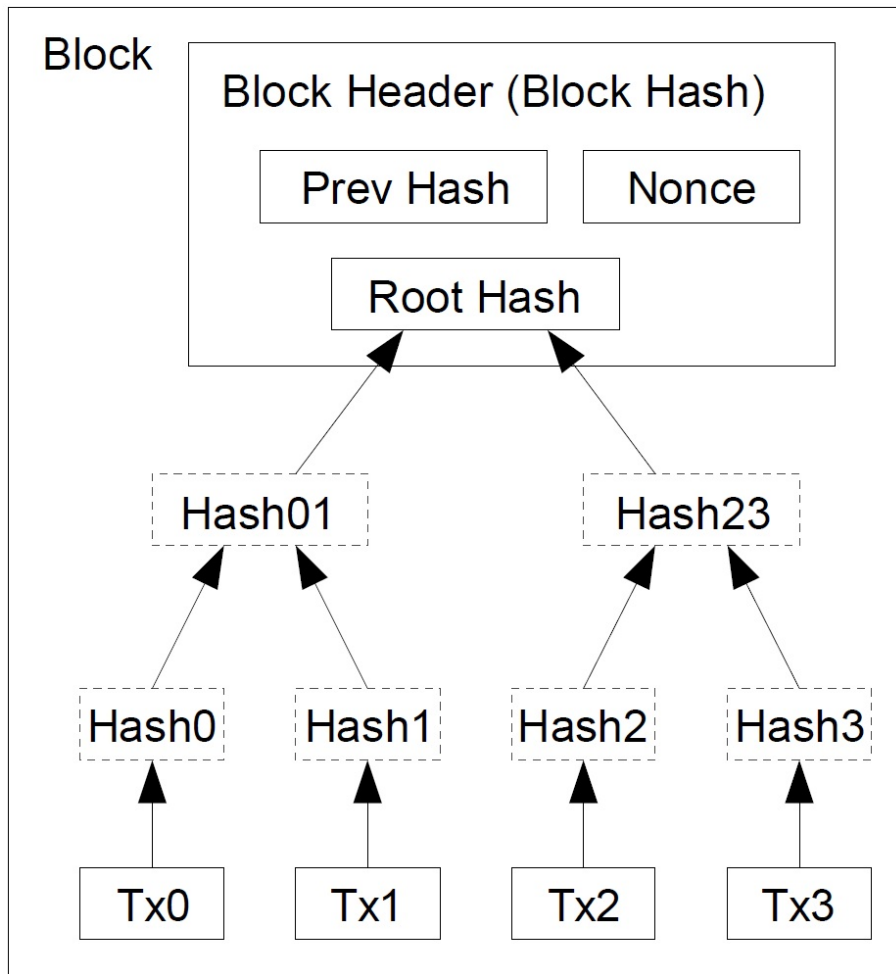 Block
Block Header (Block Hash)
Prev Hash
Nonce
Root Hash
Hash01
Hash23
Hash0
Hash1
Hash2
Hash3
Tx0
Tx1
Tx2
Tx3